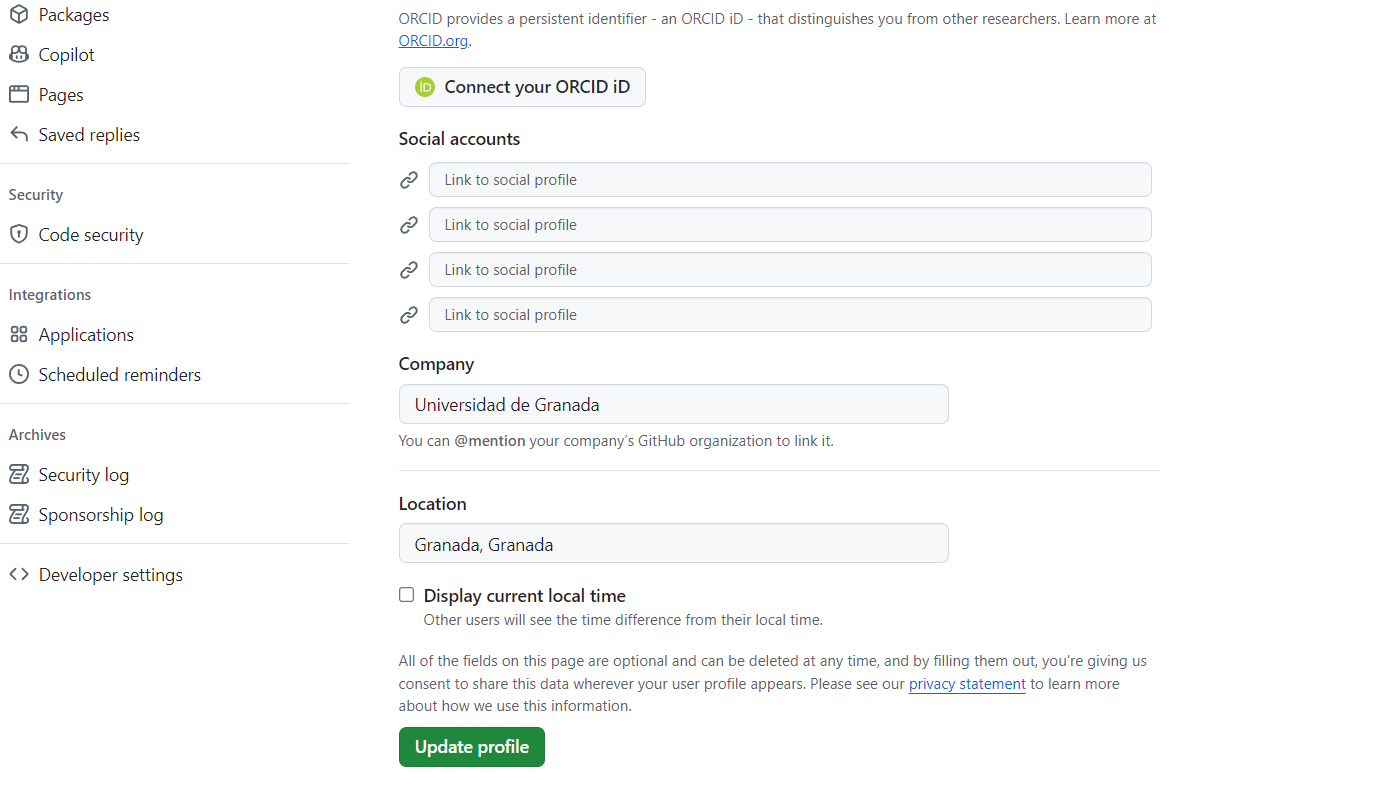 Packages
Copilot
Pages
Saved replies
Security
Code security
Integrations
Applications
Scheduled reminders
Archives
Security log
Sponsorship log
Developer settings
ORCID provides a persistent identifier - an ORCID iD - that distinguishes you from other researchers. Learn more at
ORCID.org.
iD Connect your ORCID iD
Social accounts
Link to social profile
Link to social profile
Link to social profile
Link to social profile
Company
Universidad de Granada
You can @mention your company's GitHub organization to link it.
Location
Granada, Granada
Display current local time
Other users will see the time difference from their local time.
All of the fields on this page are optional and can be deleted at any time, and by filling them out, you're giving us
consent to share this data wherever your user profile appears. Please see our privacy statement to learn more
about how we use this information.
Update profile